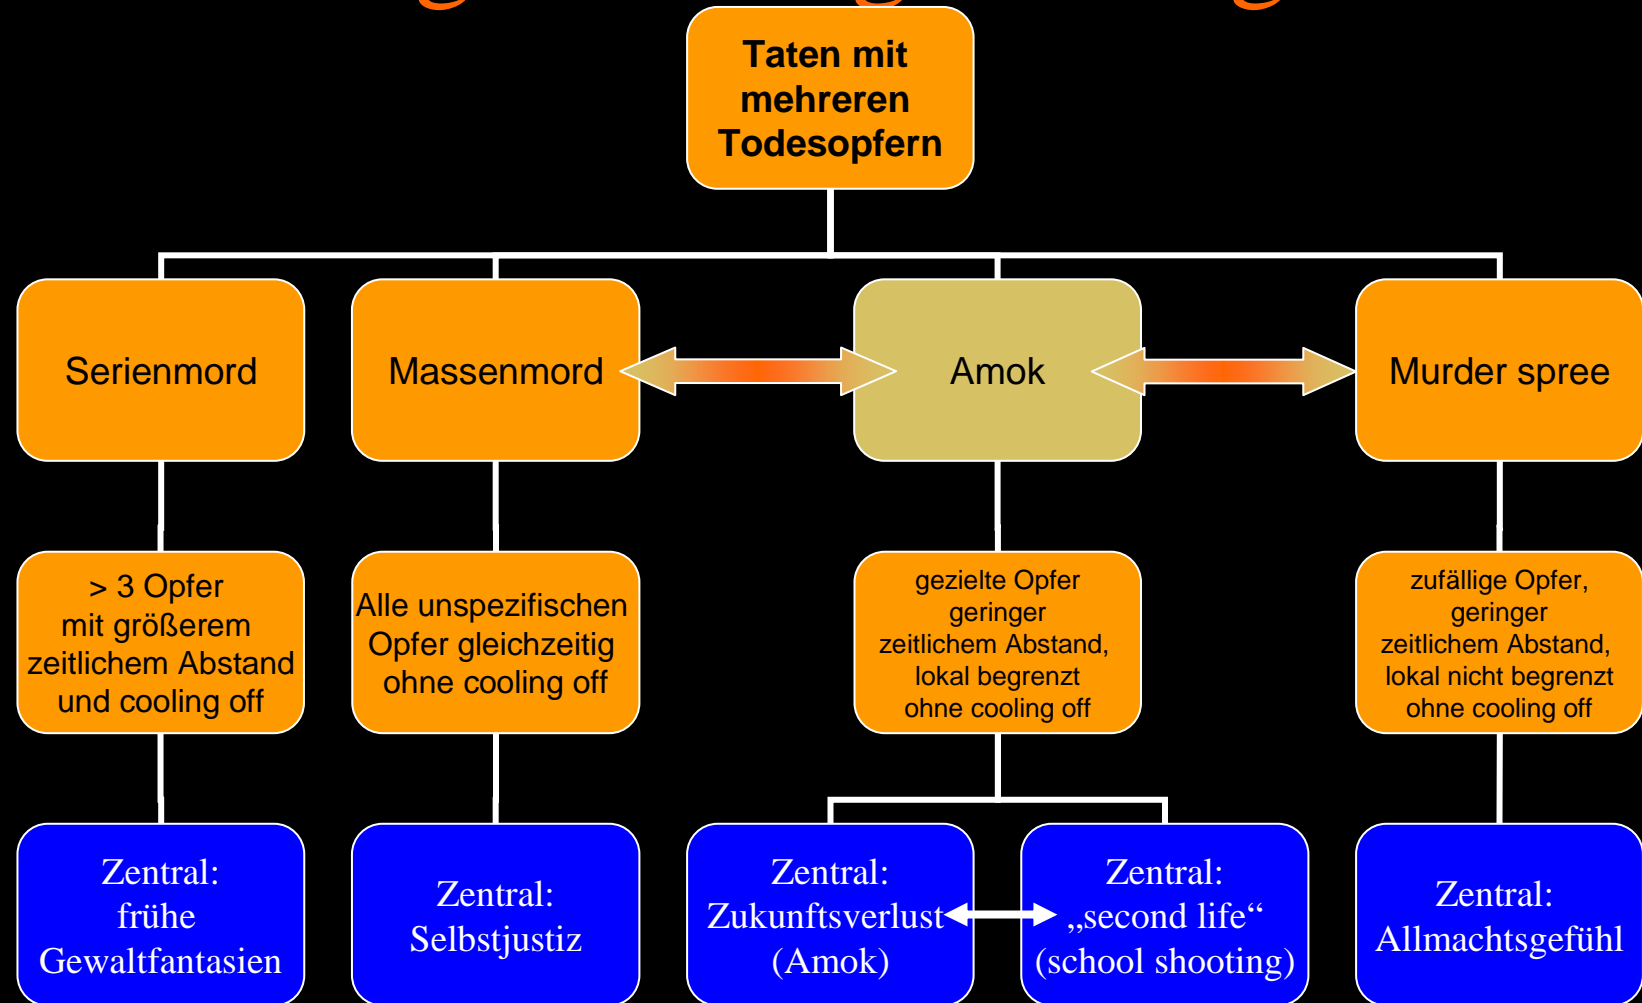 Taten mit
mehreren
Todesopfern
Serienmord
Massenmord
Amok
Murder spree
> 3 Opfer
mit größerem
zeitlichem Abstand
und cooling off
Alle unspezifischen
Opfer gleichzeitig
ohne cooling off
gezielte Opfer
geringer
zeitlichem Abstand,
lokal begrenzt
ohne cooling off
zufällige Opfer,
geringer
zeitlichem Abstand,
lokal nicht begrenzt
ohne cooling off
Zentral:
frühe
Gewaltfantasien
Zentral:
Selbstjustiz
Zentral:
Zukunftsverlust
(Amok)
Zentral:
„second life“
(school shooting)
Zentral:
Allmachtsgefühl